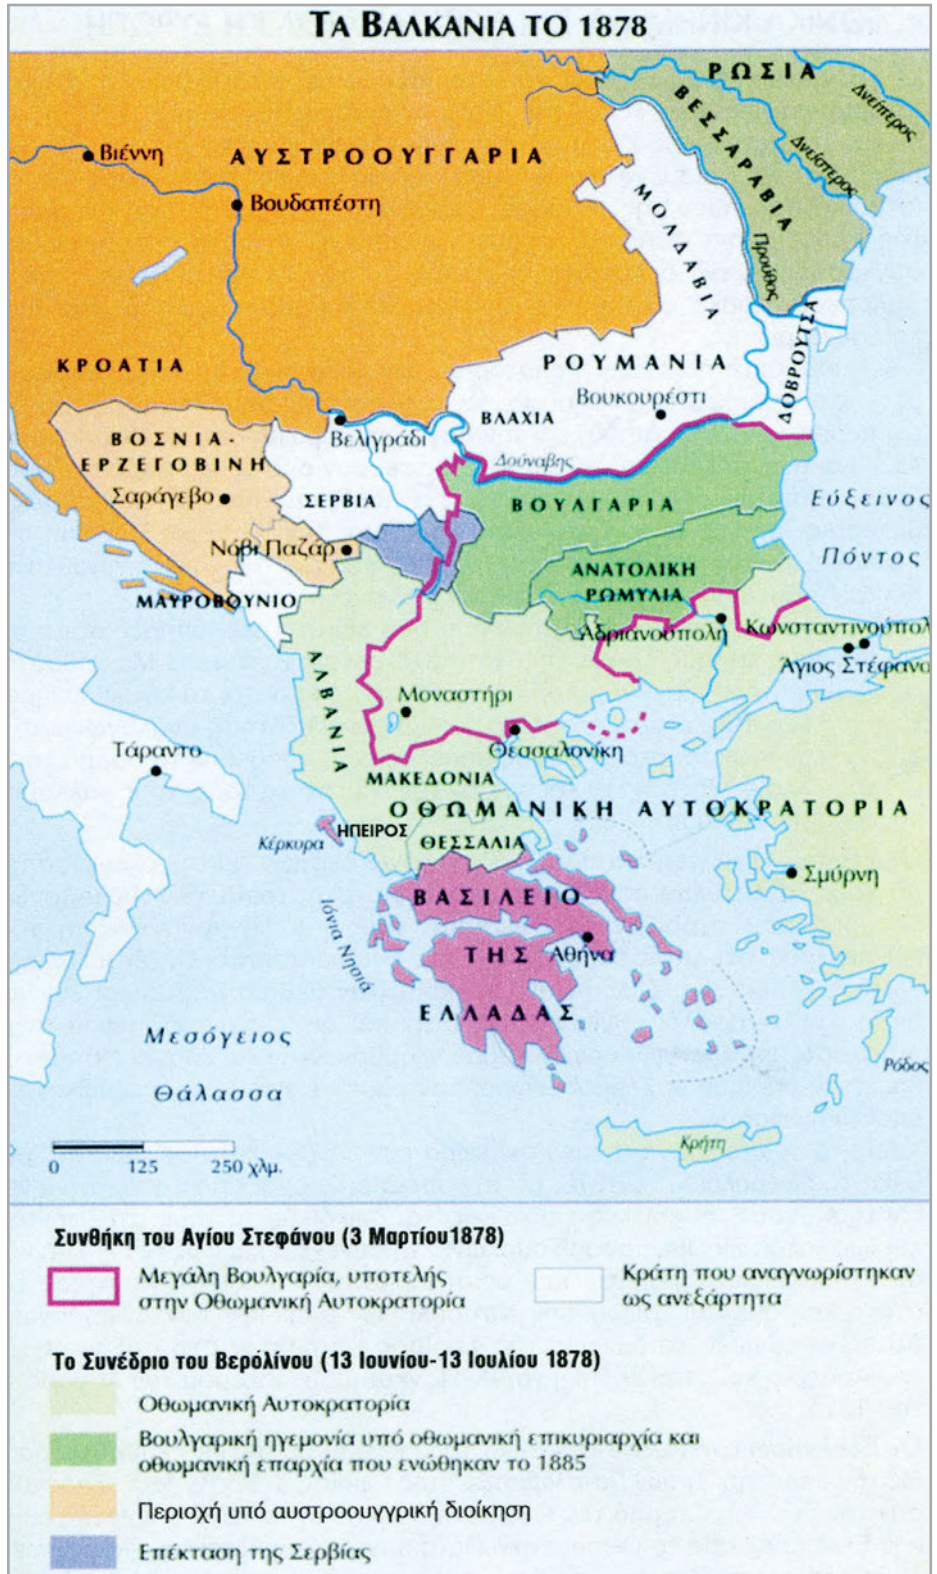 ΤΑ ΒΑΛΚΑΝΙΑ ΤΟ 1878
ΡΩΣΙΑ
ΒΕΣΣΑΡΑΒΙΑ
Δνείπερος
Δνείστερος
Βιέννη
ΑΥΣΤΡΟΟΥΓΓΑΡΙΑ
Βουδαπέστη
ΜΟΛΔΑΒΙΑ
Προύθος
ΚΡΟΑΤΙΑ
ΡΟΥΜΑΝΙΑ
ΔΟΒΡΟΥΤΣΑ
Βουκουρέστι
ΒΛΑΧΙΑ
Βελιγράδι
ΒΟΣΝΙΑ-
ΕΡΖΕΓΟΒΙΝΗ
Δούναβης
Σαράγεβο
ΣΕΡΒΙΑ
ΒΟΥΛΓΑΡΙΑ
Εύξεινος
Πόντος
Νόβι Παζάρ
ΑΝΑΤΟΛΙΚΗ
ΡΩΜΥΛΙΑ
ΜΑΥΡΟΒΟΥΝΙΟ
Αδριανούπολη
Κωνσταντινούπολ
Άγιος Στέφανο
ΑΛΒΑΝΙΑ
Μοναστήρι
Θεσσαλονίκη
Τάραντο
ΜΑΚΕΔΟΝΙΑ
ΟΘΩΜΑΝΙΚΗ ΑΥΤΟΚΡΑΤΟΡΙΑ
ΗΠΕΙΡΟΣ
Κέρκυρα
ΘΕΣΣΑΛΙΑ
Σμύρνη
ΒΑΣΙΛΕΙΟ
ΤΗΣ
ΕΛΛΑΔΑΣ
Αθήνα
Ιόνια Νησιά
Μεσόγειος
Θάλασσα
Ρόδος
Κρήτη
0 125 250 χλμ.
Συνθήκη του Αγίου Στεφάνου (3 Μαρτίου1878)
Μεγάλη Βουλγαρία, υποτελής
στην Οθωμανική Αυτοκρατορία
Κράτη που αναγνωρίστηκαν
ως ανεξάρτητα
Το Συνέδριο του Βερολίνου (13 Ιουνίου-13 Ιουλίου 1878)
Οθωμανική Αυτοκρατορία
Βουλγαρική ηγεμονία υπό οθωμανική επικυριαρχία και
οθωμανική επαρχία που ενώθηκαν το 1885
Περιοχή υπό αυστροουγγρική διοίκηση
Επέκταση της Σερβίας